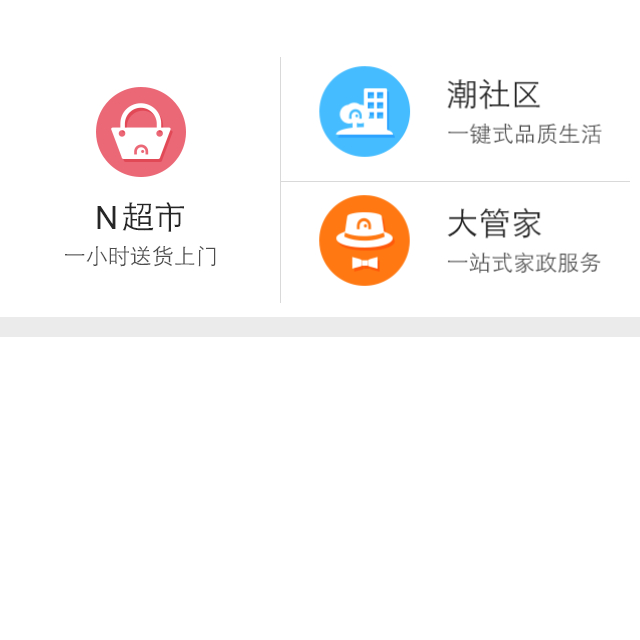 N超市
一小时送货上门
潮社区
一键式品质生活
大管家
一站式家政服务